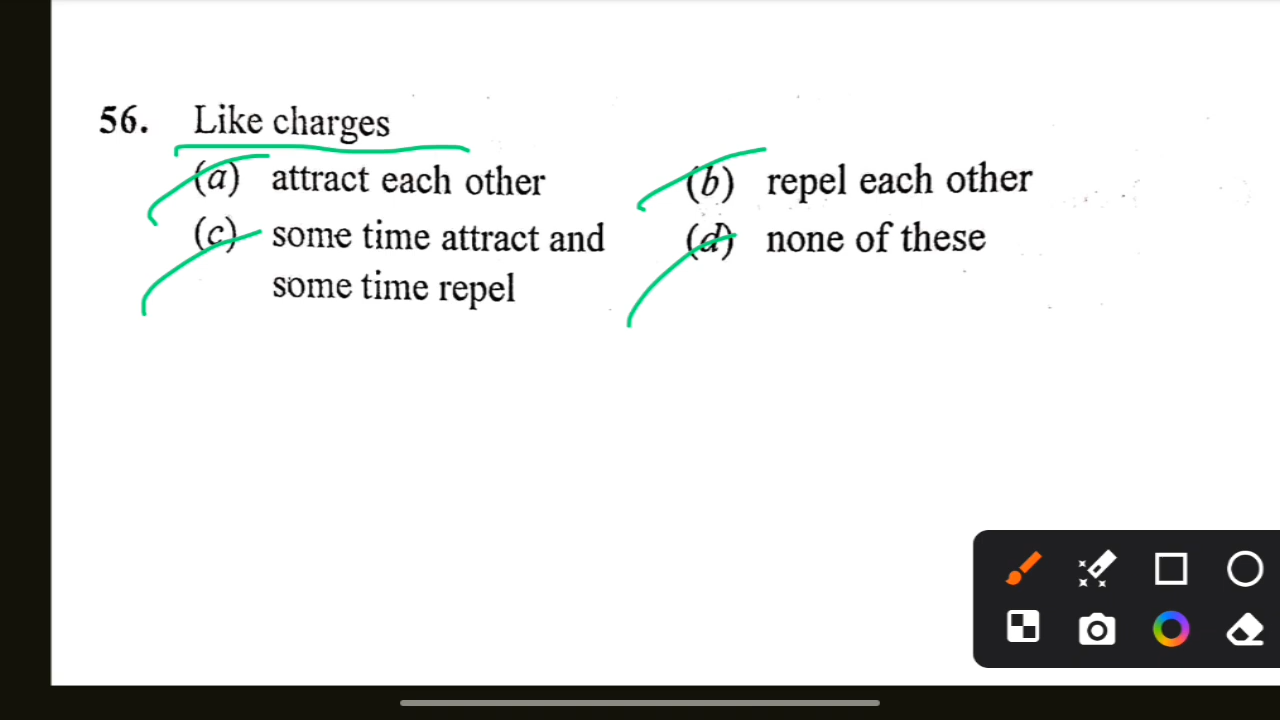 56. Like charges
(a) attract each other (b) repel each other
(c) some time attract and (d) none of these
some time repel